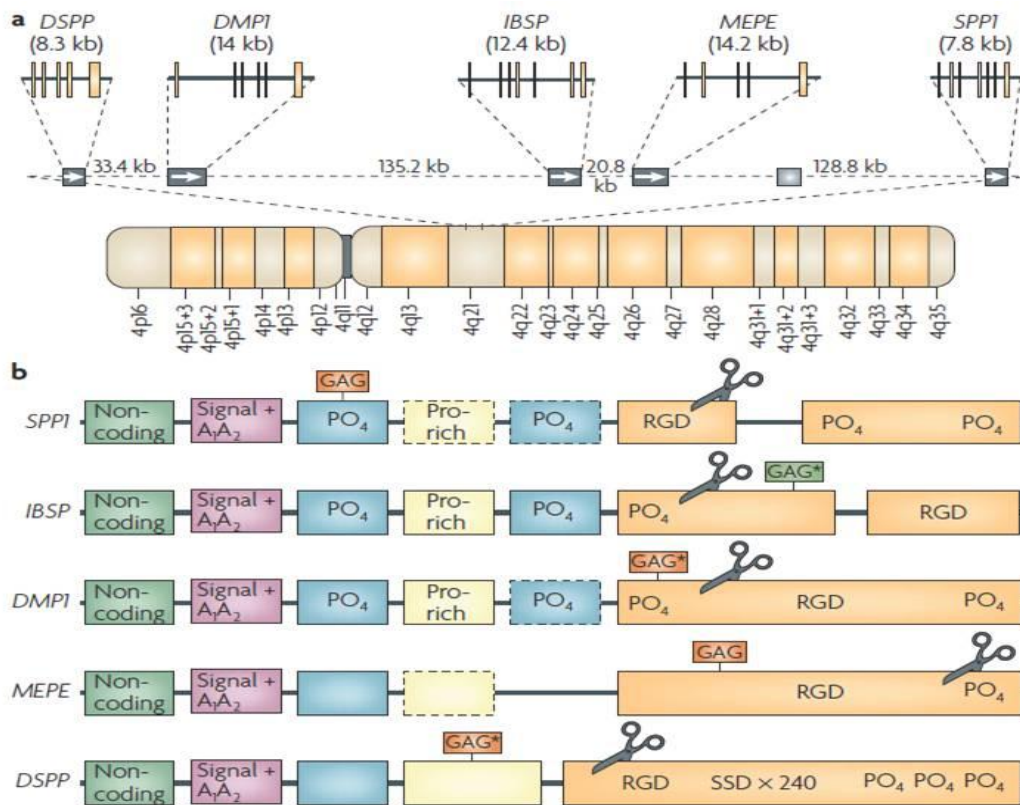 a
DSPP DMP1 IBSP MEPE SPP1
(8.3 kb) (14 kb) (12.4 kb) (14.2 kb) (7.8 kb)
33.4 kb 135.2 kb 20.8 kb 128.8 kb
4p16 4p15+3 4p15+2 4p15+1 4p14 4p13 4p12 4q11 4q12 4q13 4q21 4q22 4q23 4q24 4q25 4q26 4q27 4q28 4q31+1 4q31+2 4q31+3 4q32 4q33 4q34 4q35
b
GAG
SPP1 Non-coding Signal + A₁A₂ PO₄ Pro-rich PO₄ RGD PO₄ PO₄
GAG*
IBSP Non-coding Signal + A₁A₂ PO₄ Pro-rich PO₄ PO₄ RGD
GAG*
DMP1 Non-coding Signal + A₁A₂ PO₄ Pro-rich PO₄ PO₄ RGD PO₄
GAG
MEPE Non-coding Signal + A₁A₂ RGD PO₄
GAG*
DSPP Non-coding Signal + A₁A₂ RGD SSD × 240 PO₄ PO₄ PO₄